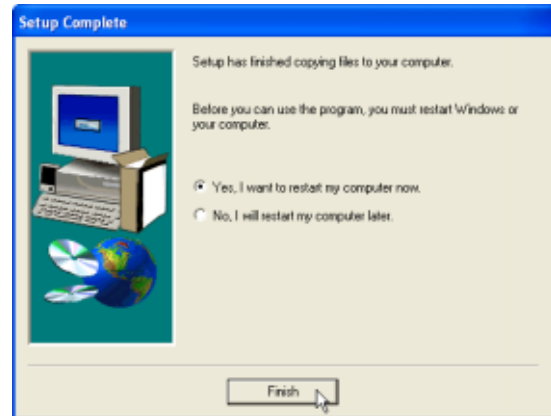 Setup Complete
Setup has finished copying files to your computer.
Before you can use the program, you must restart Windows or
your computer.
Yes, I want to restart my computer now.
No, I will restart my computer later.
Finish